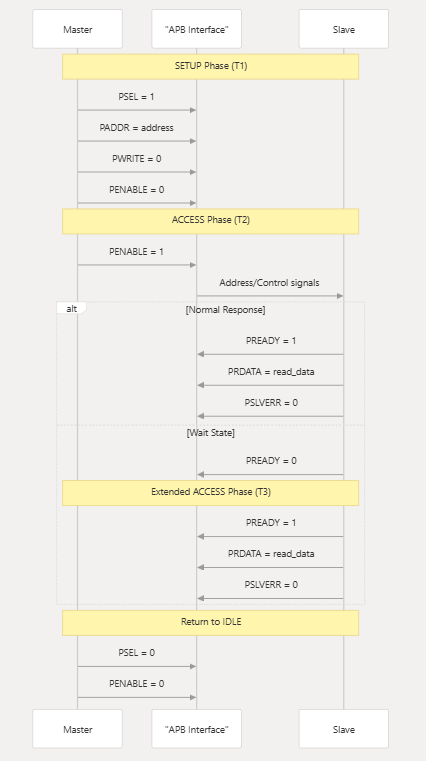 Master
"APB Interface"
Slave
SETUP Phase (T1)
PSEL = 1
PADDR = address
PWRITE = 0
PENABLE = 0
ACCESS Phase (T2)
PENABLE = 1
Address/Control signals
alt
[Normal Response]
PREADY = 1
PRDATA = read_data
PSLVERR = 0
[Wait State]
PREADY = 0
Extended ACCESS Phase (T3)
PREADY = 1
PRDATA = read_data
PSLVERR = 0
Return to IDLE
PSEL = 0
PENABLE = 0
Master
"APB Interface"
Slave